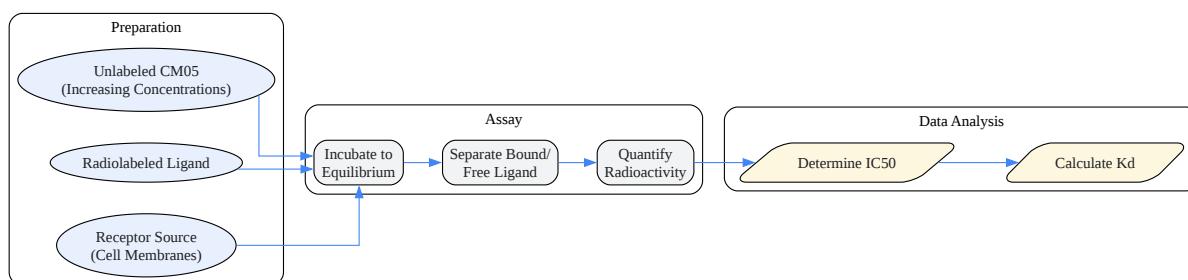 Preparation
Unlabeled CM05
(Increasing Concentrations)
Radiolabeled Ligand
Receptor Source
(Cell Membranes)
Assay
Incubate to
Equilibrium
Separate Bound/
Free Ligand
Quantify
Radioactivity
Data Analysis
Determine IC50
Calculate Kd